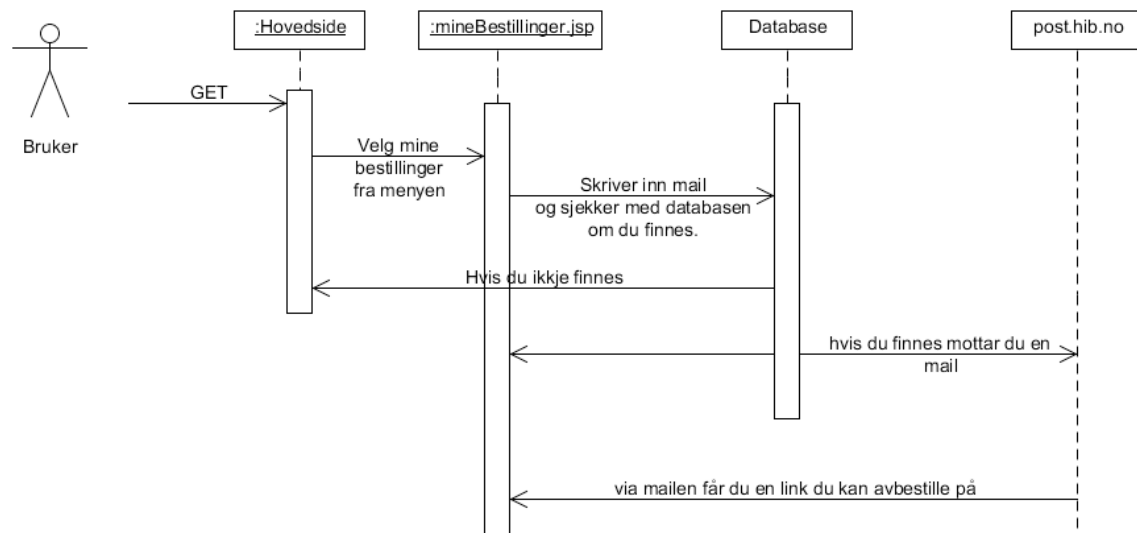 :Hovedside
:mineBestillinger.jsp
Database
post.hib.no
Bruker
GET
Velg mine
bestillinger
fra menyen
Skriver inn mail
og sjekker med databasen
om du finnes.
Hvis du ikkje finnes
hvis du finnes mottar du en
mail
via mailen får du en link du kan avbestille på